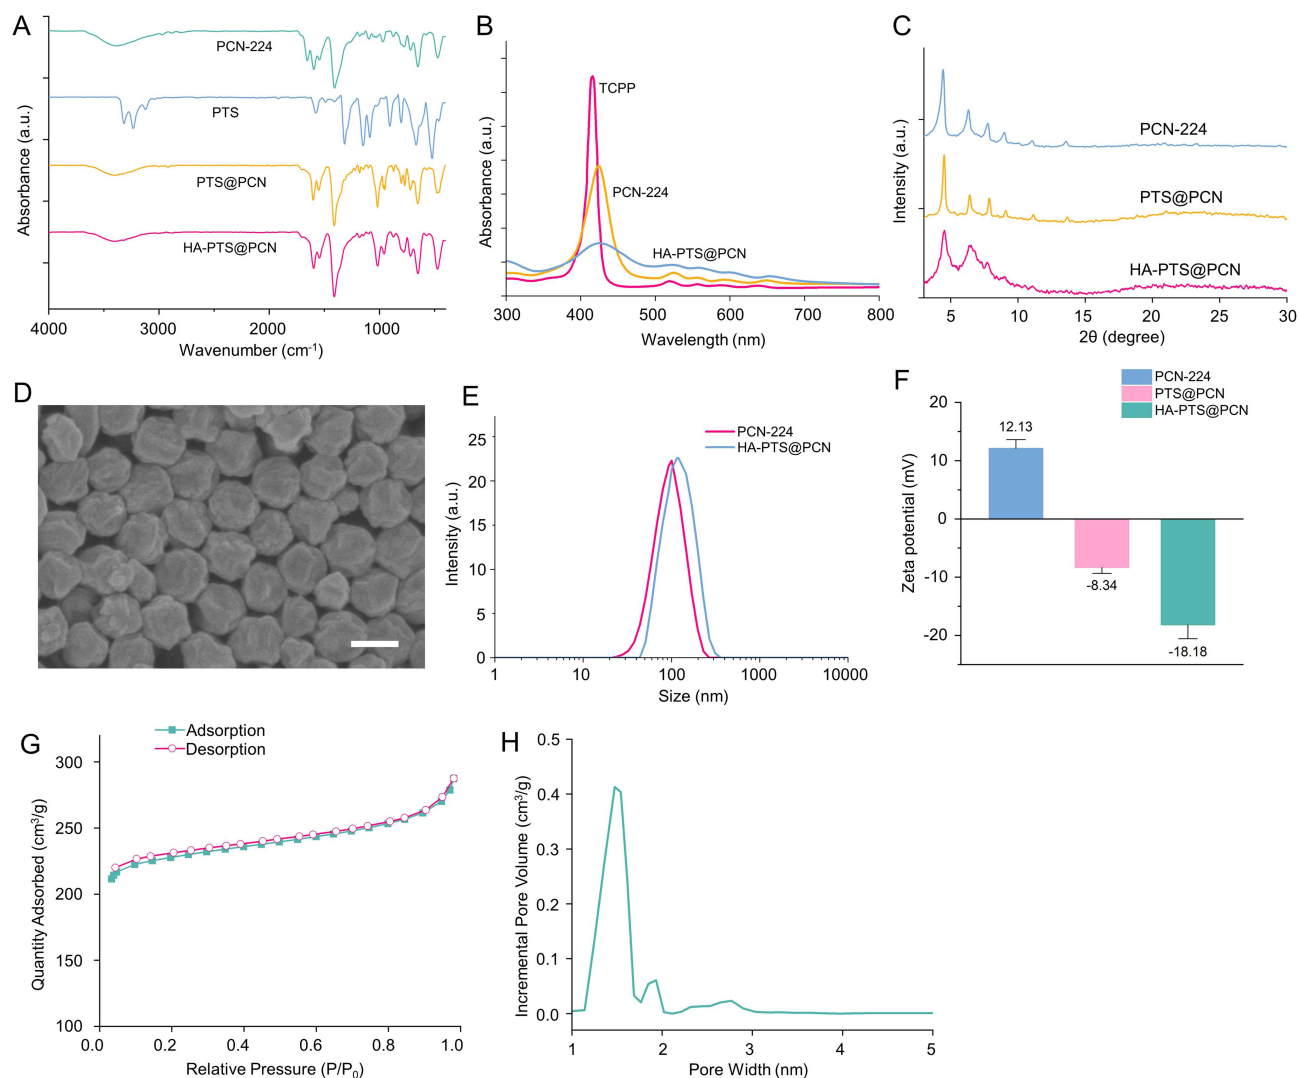 A
Absorbance (a.u.)
PCN-224
PTS
PTS@PCN
HA-PTS@PCN
4000 3000 2000 1000
Wavenumber (cm-1)
B
Absorbance (a.u.)
TCPP
PCN-224
HA-PTS@PCN
300 400 500 600 700 800
Wavelength (nm)
C
Intensity (a.u.)
PCN-224
PTS@PCN
HA-PTS@PCN
5 10 15 20 25 30
2θ (degree)
D
E
Intensity (a.u.)
25
20
15
10
5
0
PCN-224
HA-PTS@PCN
1 10 100 1000 10000
Size (nm)
F
PCN-224
PTS@PCN
HA-PTS@PCN
Zeta potential (mV)
20
10
0
-10
-20
12.13
-8.34
-18.18
G
Adsorption
Desorption
Quantity Adsorbed (cm3/g)
300
250
200
150
100
0.0 0.2 0.4 0.6 0.8 1.0
Relative Pressure (P/P0)
H
Incremental Pore Volume (cm3/g)
0.5
0.4
0.3
0.2
0.1
0.0
1 2 3 4 5
Pore Width (nm)